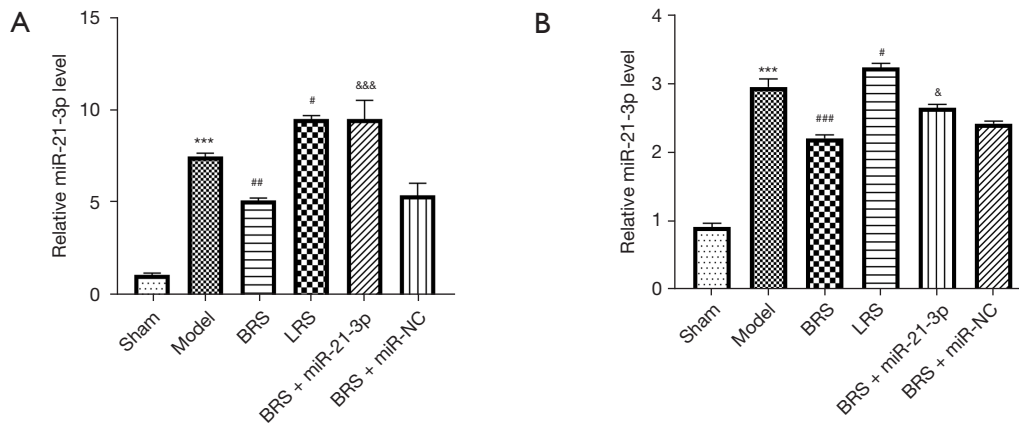 A
Relative miR-21-3p level
15
10
5
0
***
##
#
&&&
Sham
Model
BRS
LRS
BRS + miR-21-3p
BRS + miR-NC
B
Relative miR-21-3p level
4
3
2
1
0
***
###
#
&
Sham
Model
BRS
LRS
BRS + miR-21-3p
BRS + miR-NC